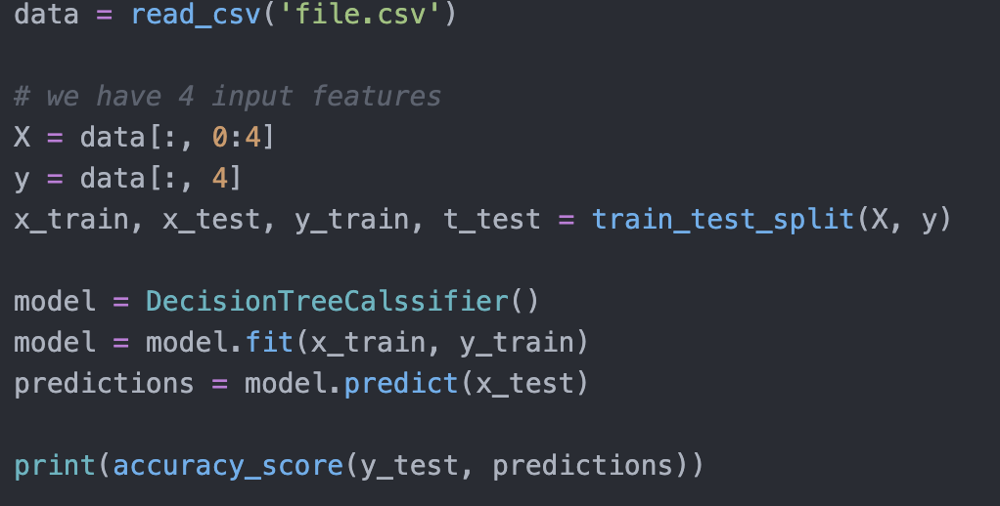 data = read_csv('file.csv')
# we have 4 input features
X = data[:, 0:4]
y = data[:, 4]
x_train, x_test, y_train, t_test = train_test_split(X, y)
model = DecisionTreeCalssifier()
model = model.fit(x_train, y_train)
predictions = model.predict(x_test)
print(accuracy_score(y_test, predictions))